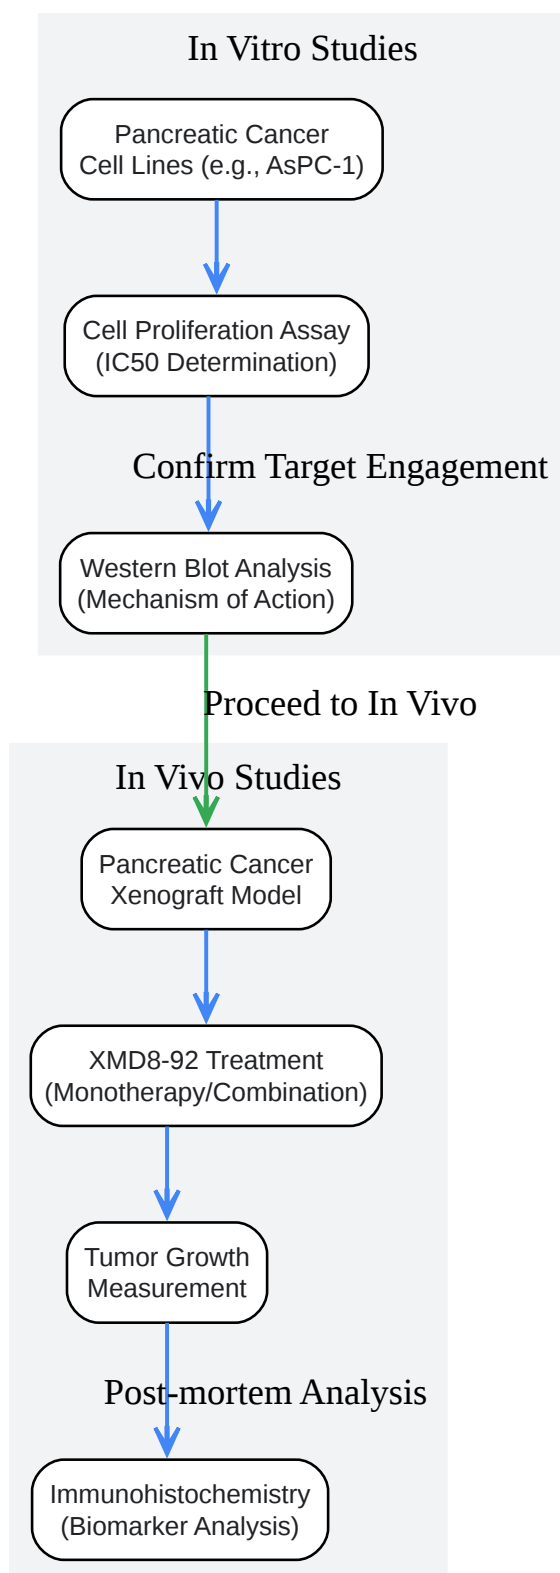 In Vitro Studies
Pancreatic Cancer
Cell Lines (e.g., AsPC-1)
Cell Proliferation Assay
(IC50 Determination)
Confirm Target Engagement
Western Blot Analysis
(Mechanism of Action)
Proceed to In Vivo
In Vivo Studies
Pancreatic Cancer
Xenograft Model
XMD8-92 Treatment
(Monotherapy/Combination)
Tumor Growth
Measurement
Post-mortem Analysis
Immunohistochemistry
(Biomarker Analysis)